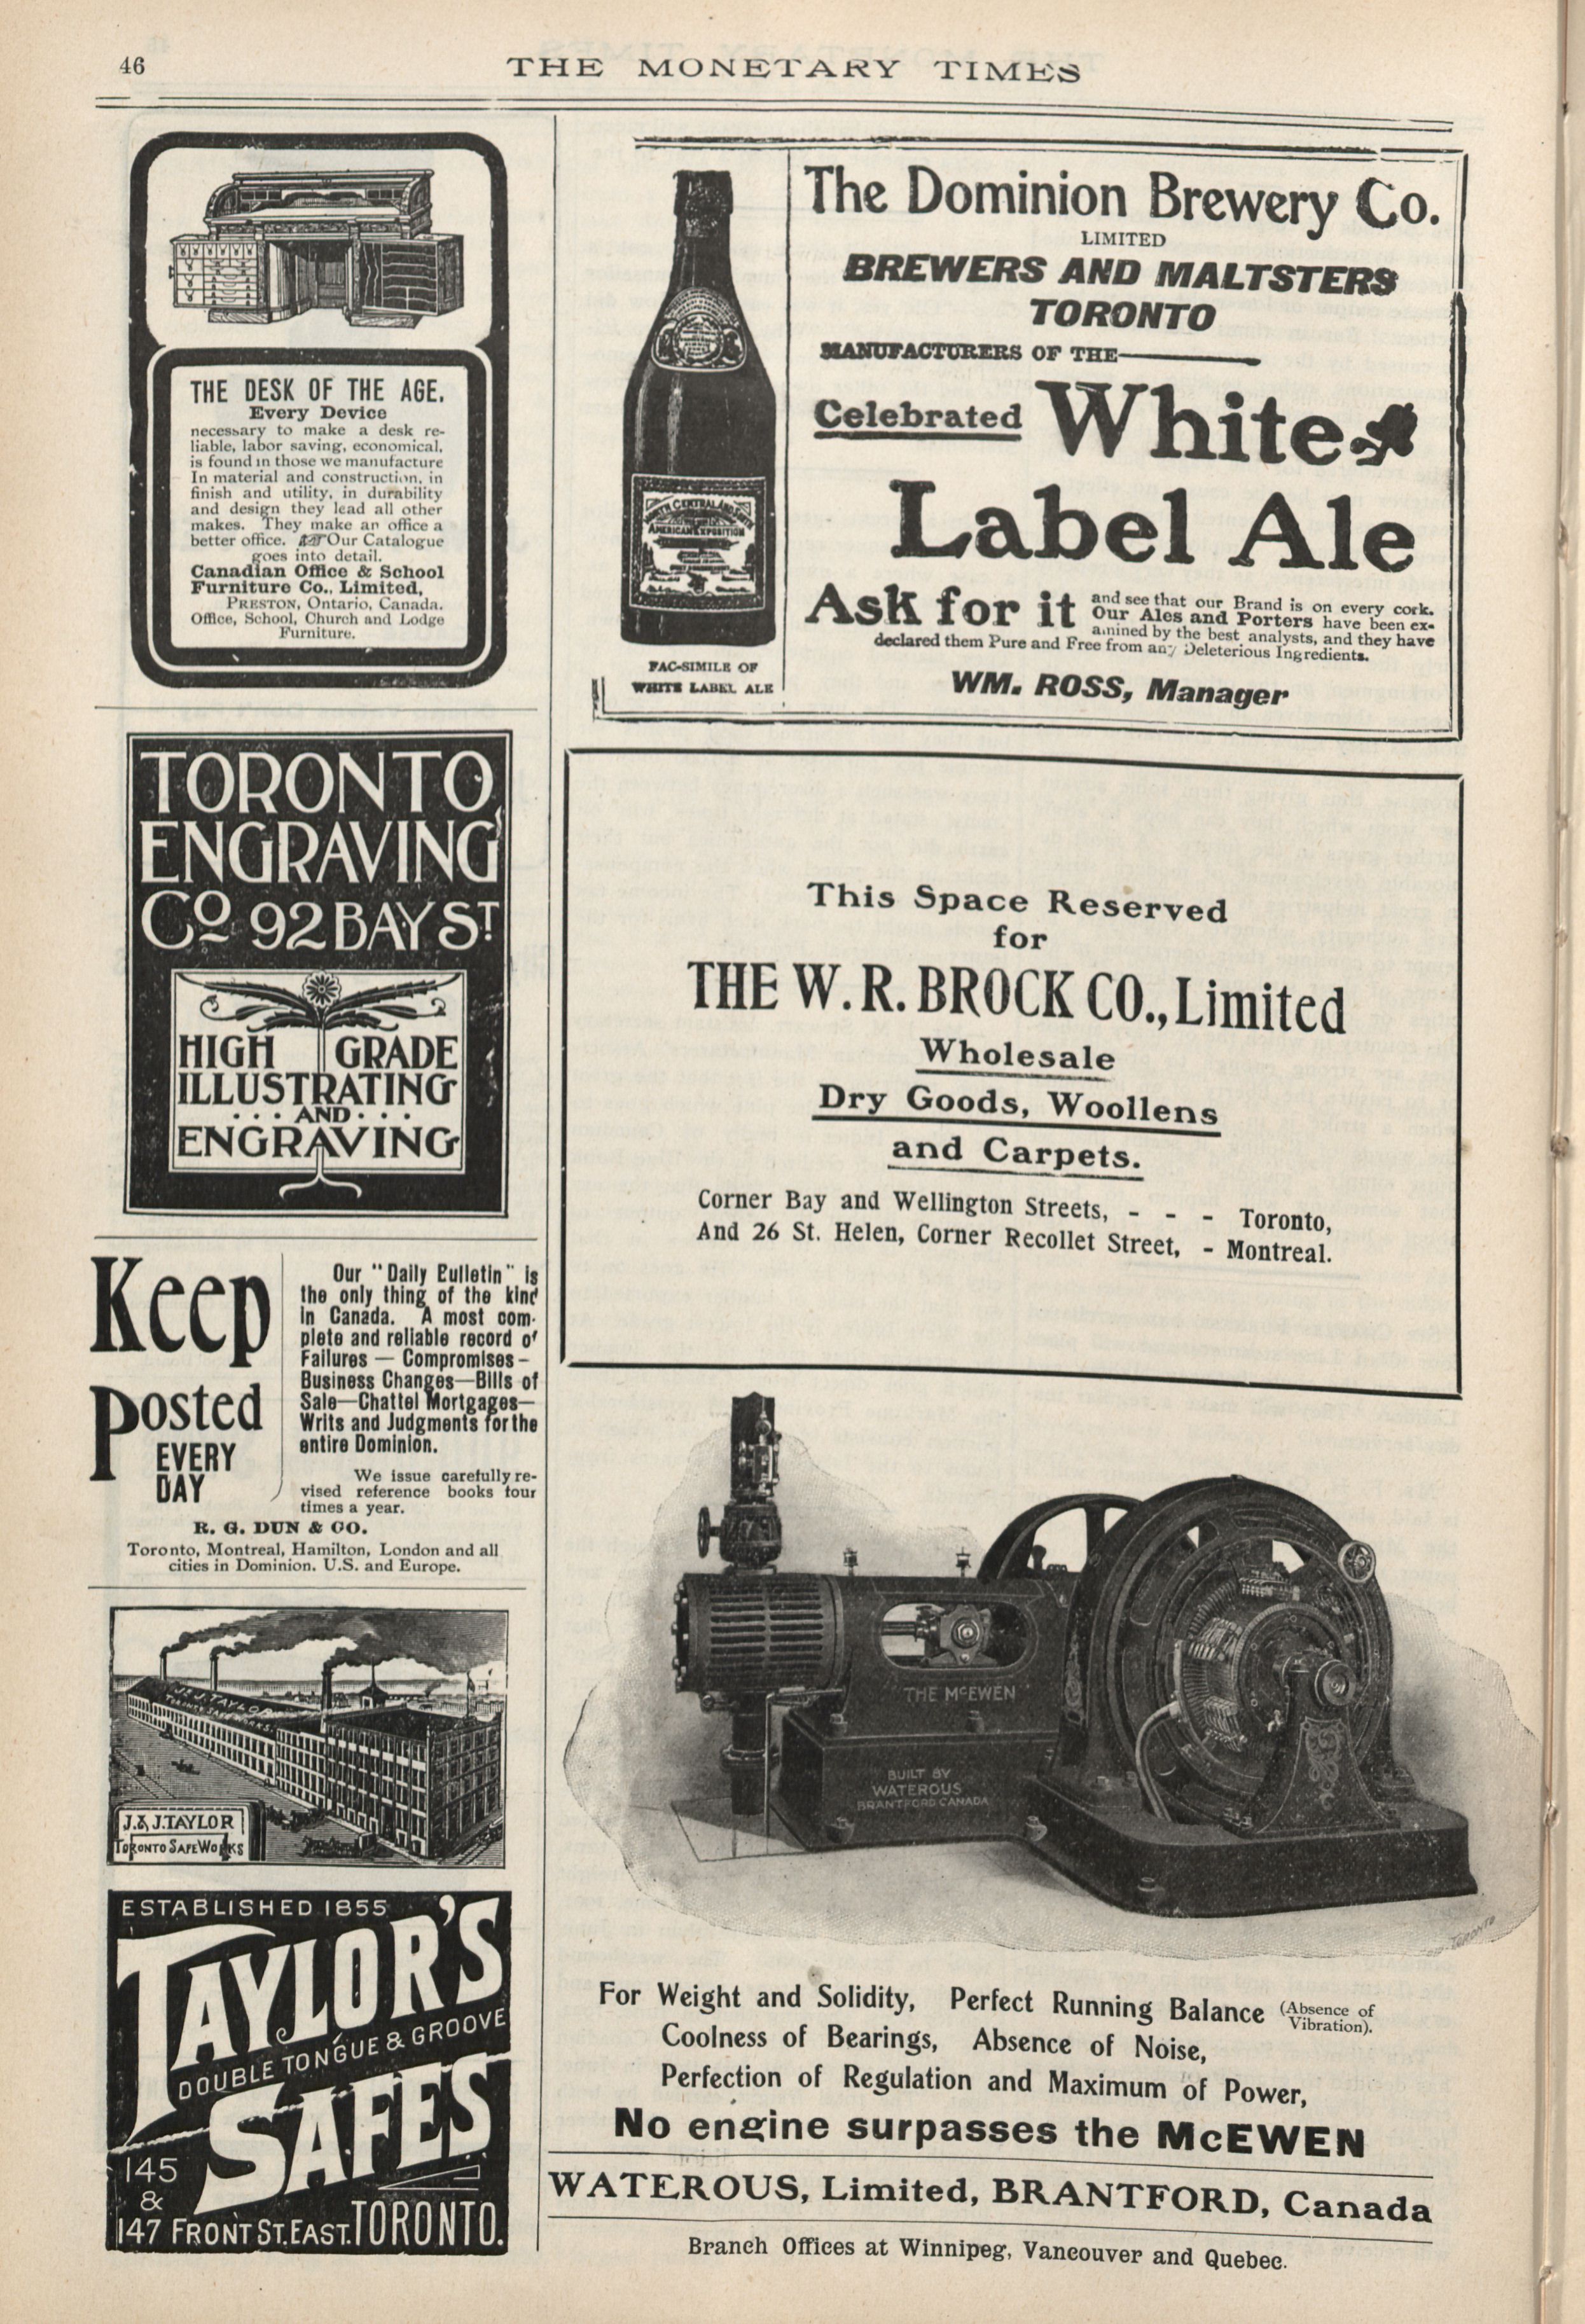 46
THE MONETARY TIMES
THE DESK OF THE AGE.
Every Device
necessary to make a desk re-
liable, labor saving, economical,
is found in those we manufacture
In material and construction, in
finish and utility, in durability
and design they lead all other
makes. They make an office a
better office. Our Catalogue
goes into detail.
Canadian Office & School
Furniture Co., Limited,
PRESTON, Ontario, Canada.
Office, School, Church and Lodge
Furniture.
TORONTO
ENGRAVING
Co 92 BAY ST.
HIGH GRADE
ILLUSTRATING
AND
ENGRAVING
Keep
posted
EVERY
DAY
Our "Daily Bulletin" is
the only thing of the kind
in Canada. A most com-
plete and reliable record of
Failures — Compromises –
Business Changes—Bills of
Sale—Chattel Mortgages—
Writs and Judgments for the
entire Dominion.
We issue carefully re-
vised reference books four
times a year.
R. G. DUN & CO.
Toronto, Montreal, Hamilton, London and all
cities in Dominion. U.S. and Europe.
J. & J. TAYLOR
TORONTO SAFE WORKS.
J. & J. TAYLOR
TORONTO SAFE WORKS
ESTABLISHED 1855
TAYLOR'S
DOUBLE TONGUE & GROOVE
SAFES
145
&
147 FRONT ST. EAST. TORONTO.
The Dominion Brewery Co.
LIMITED
BREWERS AND MALTSTERS
TORONTO
MANUFACTURERS OF THE
Celebrated White
Label Ale
Ask for it and see that our Brand is on every cork.
Our Ales and Porters have been ex-
amined by the best analysts, and they have
declared them Pure and Free from any Deleterious Ingredients.
WM. ROSS, Manager
NORTH CENTRAL AND SOUTH
AMERICAN EXPOSITION
FAC-SIMILE OF
WHITE LABEL ALE
This Space Reserved
for
THE W. R. BROCK CO., Limited
Wholesale
Dry Goods, Woollens
and Carpets.
Corner Bay and Wellington Streets, - - - Toronto,
And 26 St. Helen, Corner Recollet Street, - Montreal.
THE McEWEN
BUILT BY
WATEROUS
BRANTFORD CANADA
TORONTO
For Weight and Solidity, Perfect Running Balance (Absence of
Vibration).
Coolness of Bearings, Absence of Noise,
Perfection of Regulation and Maximum of Power,
No engine surpasses the McEWEN
WATEROUS, Limited, BRANTFORD, Canada
Branch Offices at Winnipeg, Vancouver and Quebec.